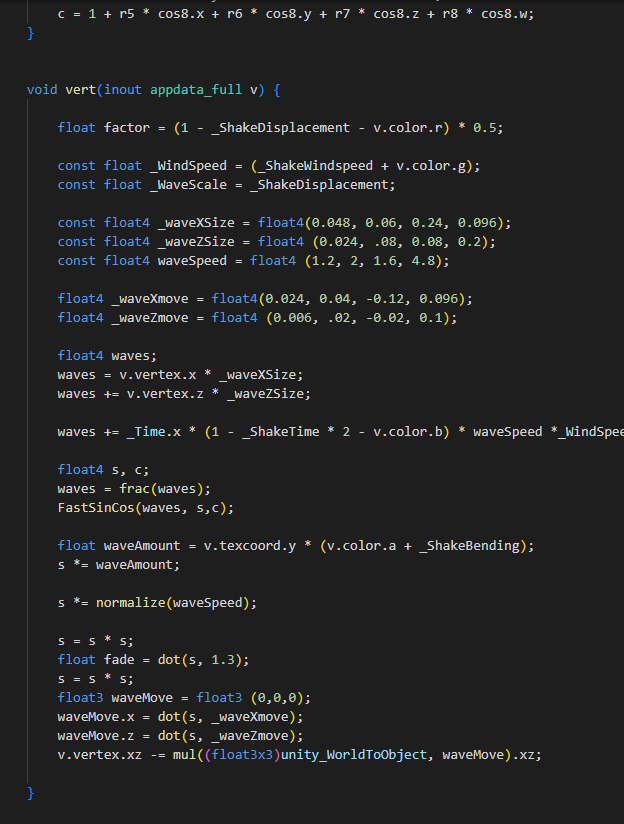 c = 1 + r5 * cos8.x + r6 * cos8.y + r7 * cos8.z + r8 * cos8.w;
}
void vert(inout appdata_full v) {
float factor = (1 - _ShakeDisplacement - v.color.r) * 0.5;
const float _WindSpeed = (_ShakeWindspeed + v.color.g);
const float _WaveScale = _ShakeDisplacement;
const float4 _waveXSize = float4(0.048, 0.06, 0.24, 0.096);
const float4 _waveZSize = float4 (0.024, .08, 0.08, 0.2);
const float4 waveSpeed = float4 (1.2, 2, 1.6, 4.8);
float4 _waveXmove = float4(0.024, 0.04, -0.12, 0.096);
float4 _waveZmove = float4 (0.006, .02, -0.02, 0.1);
float4 waves;
waves = v.vertex.x * _waveXSize;
waves += v.vertex.z * _waveZSize;
waves += _Time.x * (1 - _ShakeTime * 2 - v.color.b) * waveSpeed *_WindSpee
float4 s, c;
waves = frac(waves);
FastSinCos(waves, s,c);
float waveAmount = v.texcoord.y * (v.color.a + _ShakeBending);
s *= waveAmount;
s *= normalize(waveSpeed);
s = s * s;
float fade = dot(s, 1.3);
s = s * s;
float3 waveMove = float3 (0,0,0);
waveMove.x = dot(s, _waveXmove);
waveMove.z = dot(s, _waveZmove);
v.vertex.xz -= mul((float3x3)unity_WorldToObject, waveMove).xz;
}